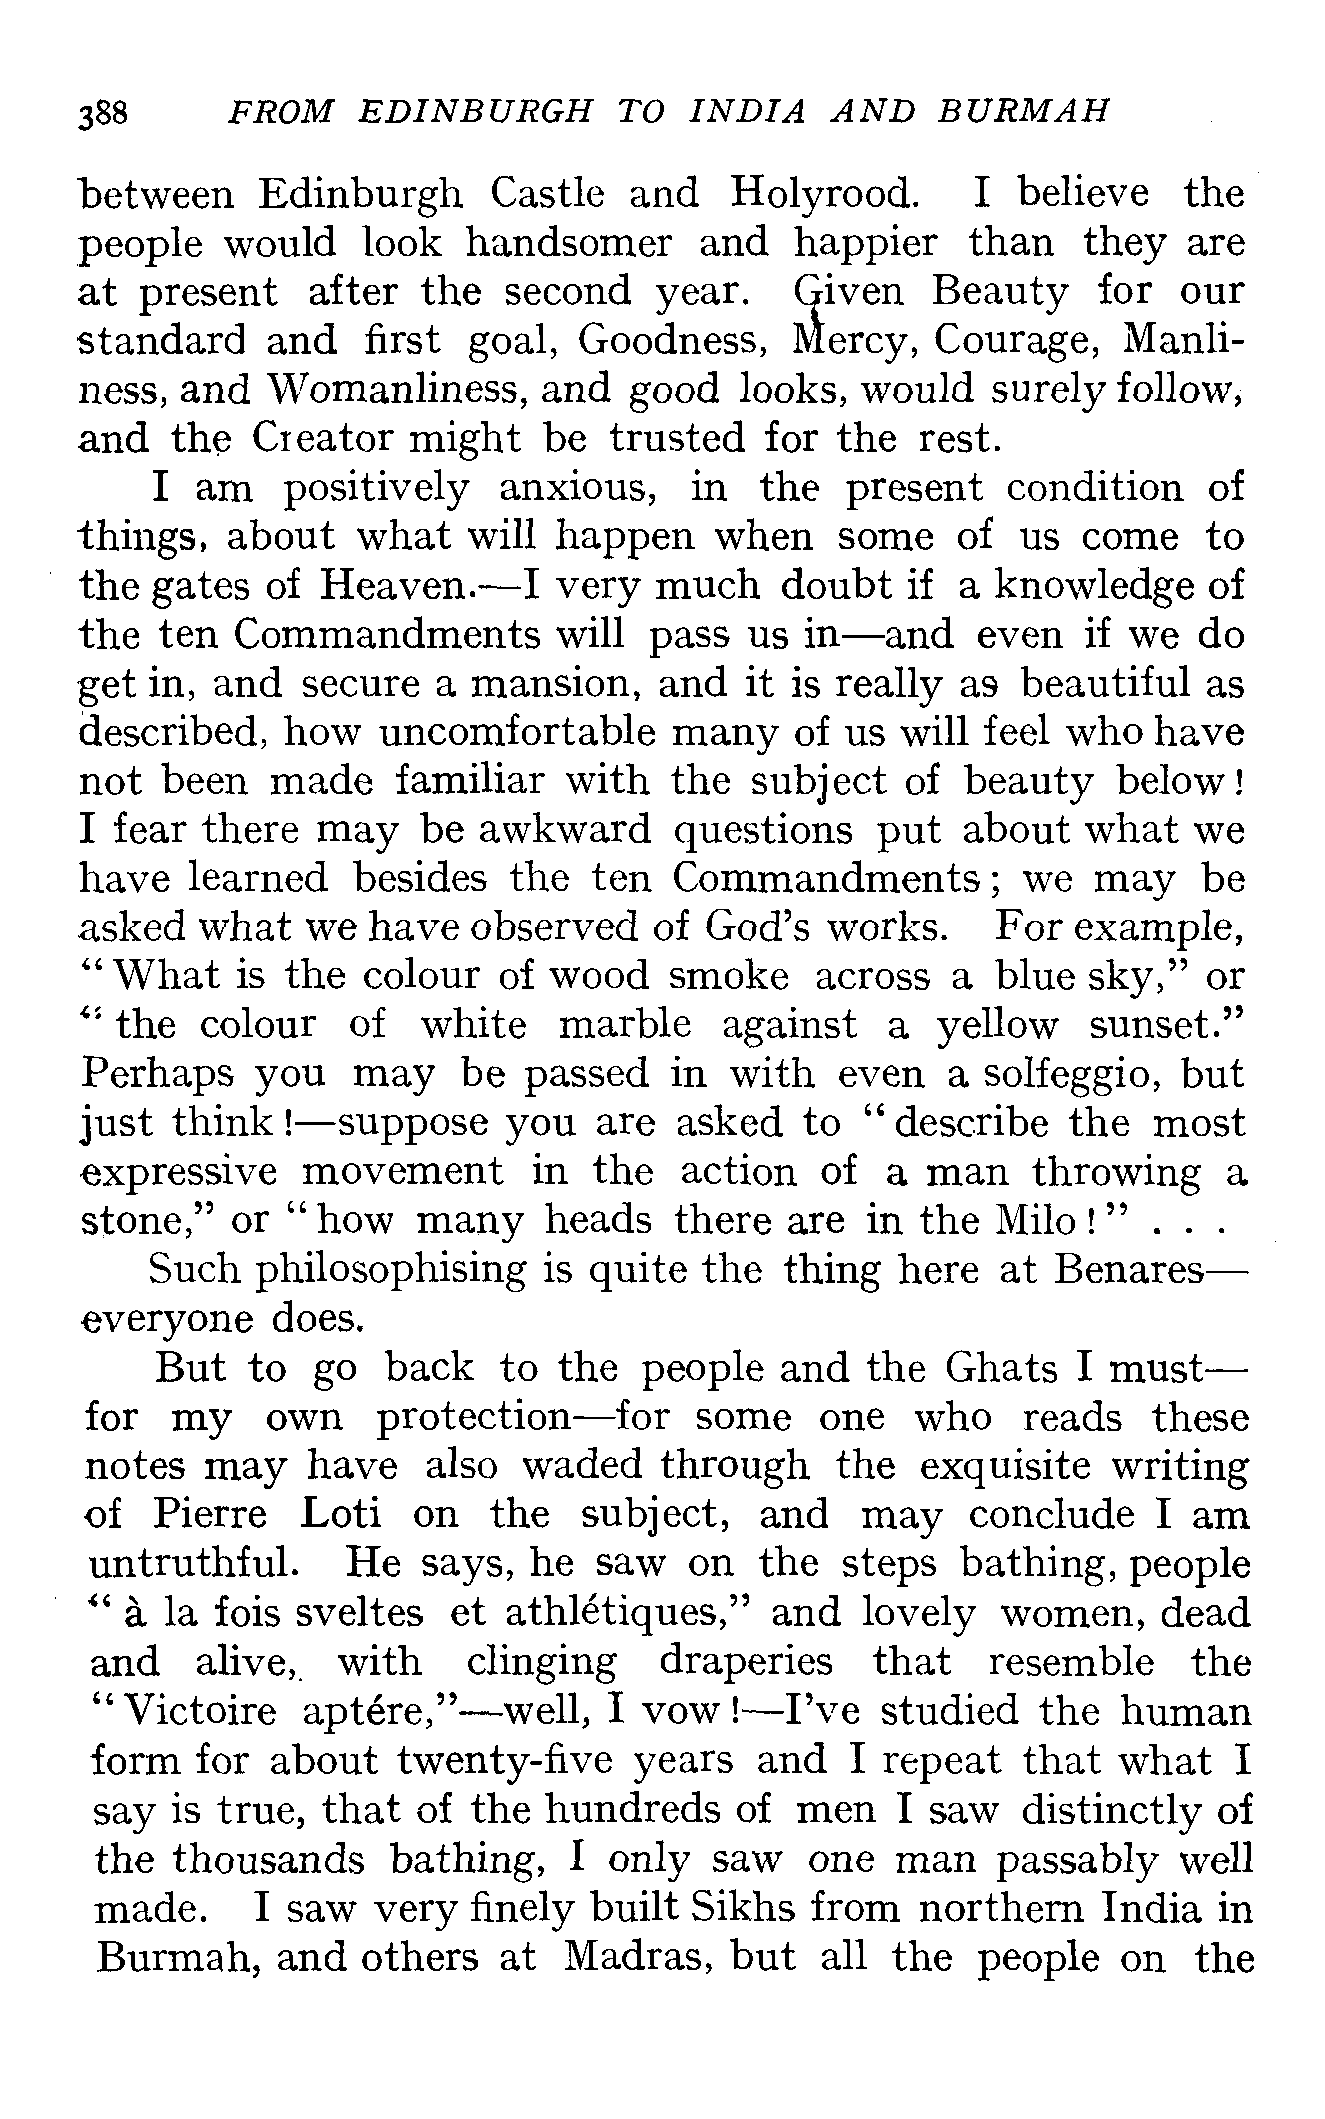 388 FROM EDINBURGH TO INDIA AND BURMAH
between Edinburgh Castle and Holyrood. I believe the
people would look handsomer and happier than they are
at present after the second year. Given Beauty for our
standard and first goal, Goodness, Mercy, Courage, Manli-
ness, and Womanliness, and good looks, would surely follow,
and the Creator might be trusted for the rest.
I am positively anxious, in the present condition of
things, about what will happen when some of us come to
the gates of Heaven.—I very much doubt if a knowledge of
the ten Commandments will pass us in—and even if we do
get in, and secure a mansion, and it is really as beautiful as
described, how uncomfortable many of us will feel who have
not been made familiar with the subject of beauty below!
I fear there may be awkward questions put about what we
have learned besides the ten Commandments; we may be
asked what we have observed of God's works. For example,
"What is the colour of wood smoke across a blue sky," or
"the colour of white marble against a yellow sunset."
Perhaps you may be passed in with even a solfeggio, but
just think!—suppose you are asked to "describe the most
expressive movement in the action of a man throwing a
stone," or "how many heads there are in the Milo!" . . .
Such philosophising is quite the thing here at Benares—
everyone does.
But to go back to the people and the Ghats I must—
for my own protection—for some one who reads these
notes may have also waded through the exquisite writing
of Pierre Loti on the subject, and may conclude I am
untruthful. He says, he saw on the steps bathing, people
"à la fois sveltes et athlétiques," and lovely women, dead
and alive, with clinging draperies that resemble the
"Victoire aptére,"—well, I vow!—I've studied the human
form for about twenty-five years and I repeat that what I
say is true, that of the hundreds of men I saw distinctly of
the thousands bathing, I only saw one man passably well
made. I saw very finely built Sikhs from northern India in
Burmah, and others at Madras, but all the people on the